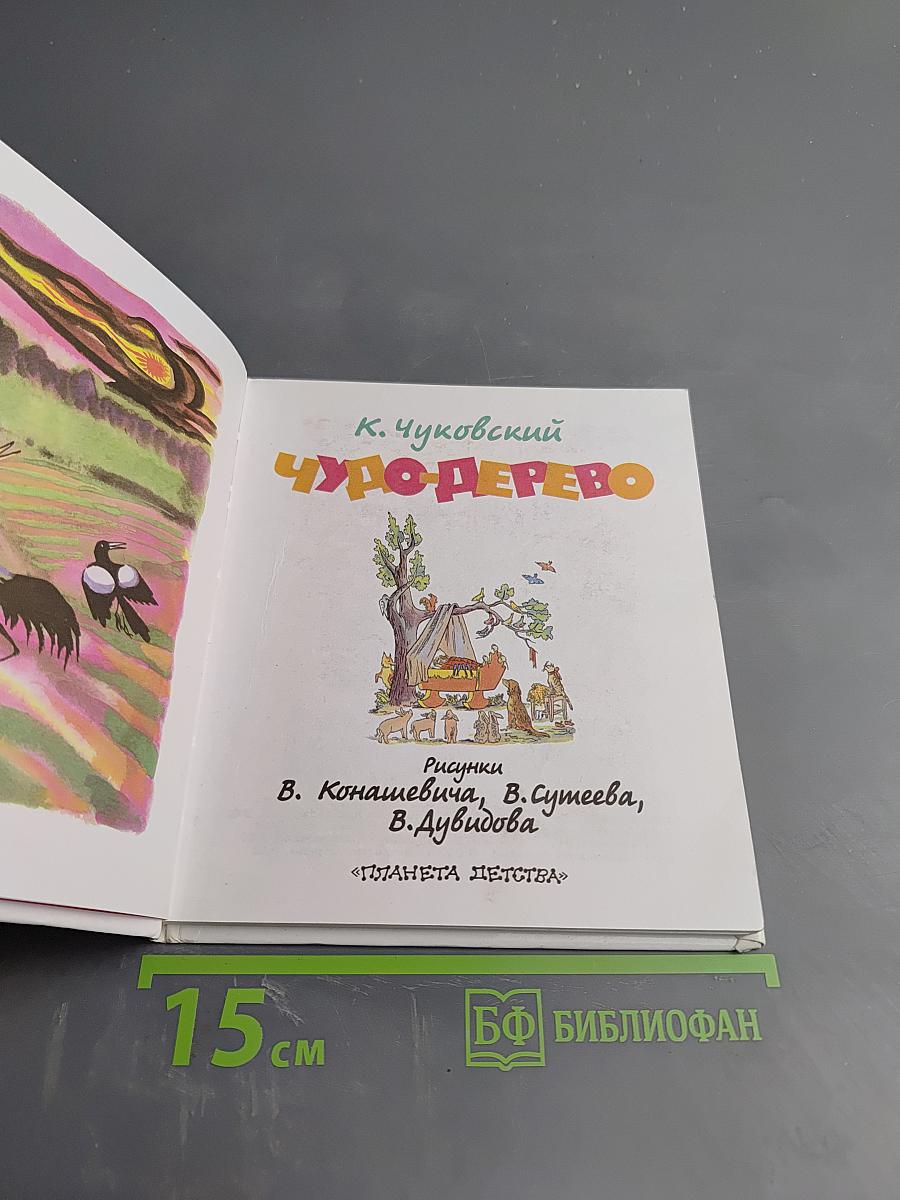 К. Чуковский
ЧУДО-ДЕРЕВО
Рисунки
В. Конашевича, В.Сутеева,
В.Дувидова
«ПЛАНЕТА ДЕТСТВА»
15 см
БФ БИБЛИОФАН